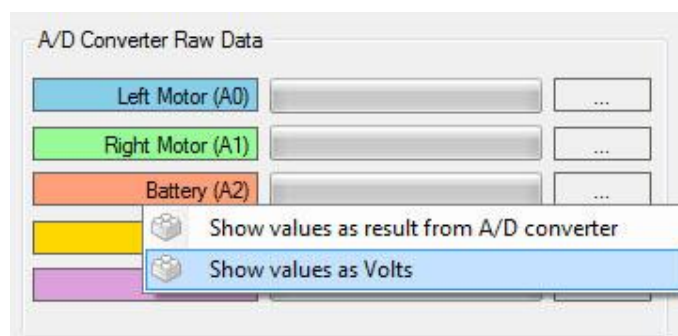 A/D Converter Raw Data
Left Motor (A0) ...
Right Motor (A1) ...
Battery (A2) ...
Show values as result from A/D converter
Show values as Volts